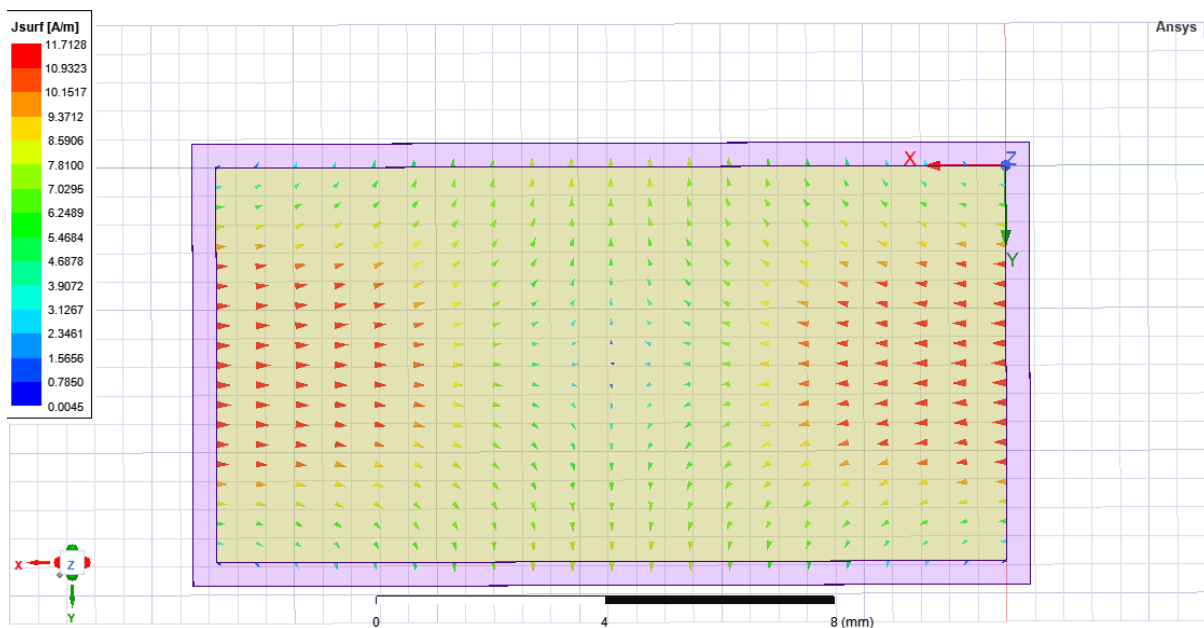 Jsurf [A/m]
11.7128
10.9323
10.1517
9.3712
8.5906
7.8100
7.0295
6.2489
5.4684
4.6878
3.9072
3.1267
2.3461
1.5656
0.7850
0.0045
Ansys
X
Z
Y
X
Z
Y
0
4
8 (mm)